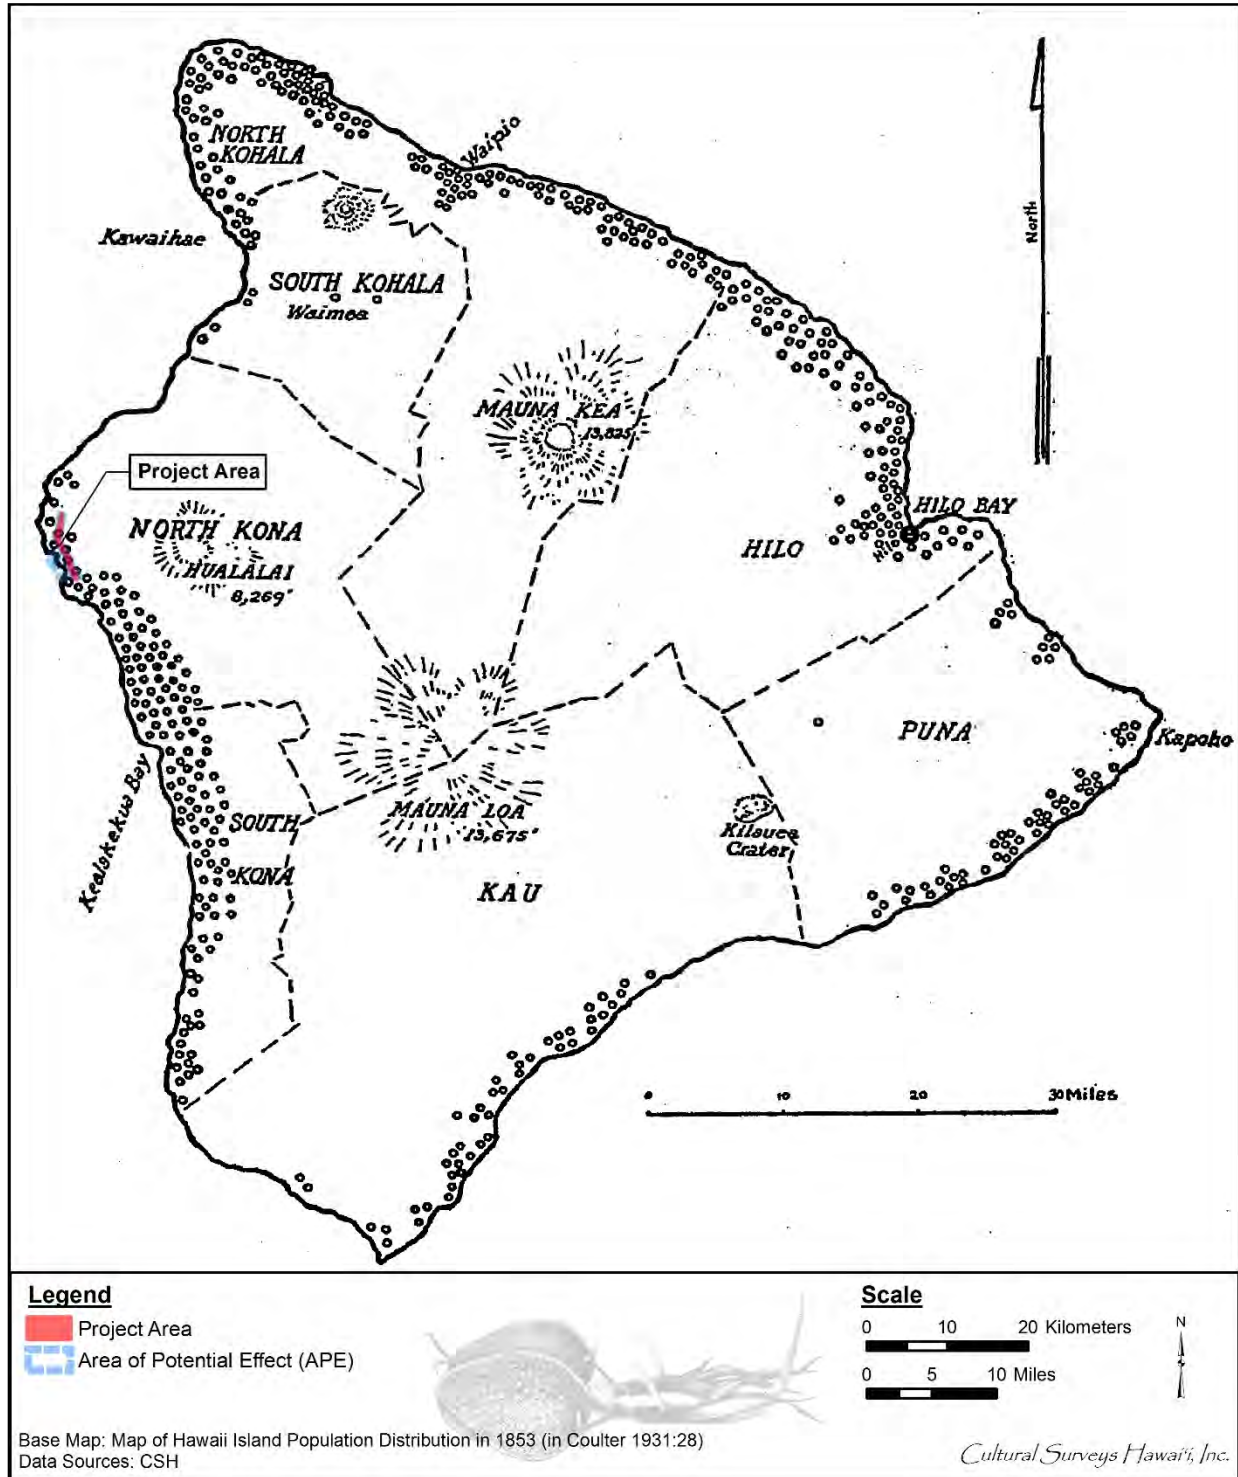 Waipio
NORTH
KOHALA
North
Kawaihae
SOUTH KOHALA
Waimea
MAUNA KEA
13,825'
Project Area
NORTH KONA
HUALALAI
8,269'
HILO BAY
Hilo
HILO
PUNA
Kapoho
Kealakekua Bay
SOUTH
KONA
MAUNA LOA
13,675'
Kilauea
Crater
KAU
0 10 20 30 Miles
Legend
Project Area
Area of Potential Effect (APE)
Scale
0 10 20 Kilometers
0 5 10 Miles
N
Base Map: Map of Hawaii Island Population Distribution in 1853 (in Coulter 1931:28)
Data Sources: CSH
Cultural Surveys Hawai'i, Inc.